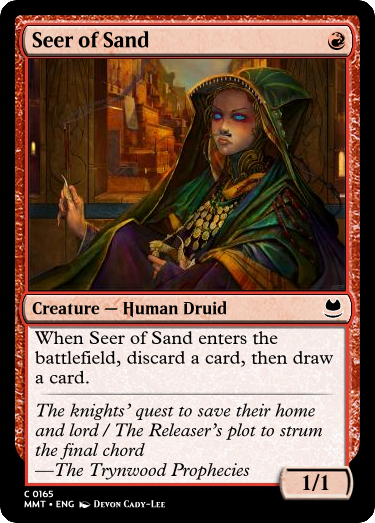 Seer of Sand
Creature — Human Druid
When Seer of Sand enters the
battlefield, discard a card, then draw
a card.
The knights' quest to save their home
and lord / The Releaser's plot to strum
the final chord
—The Trynwood Prophecies
1/1
C 0165
MMT • ENG Devon Cady-Lee